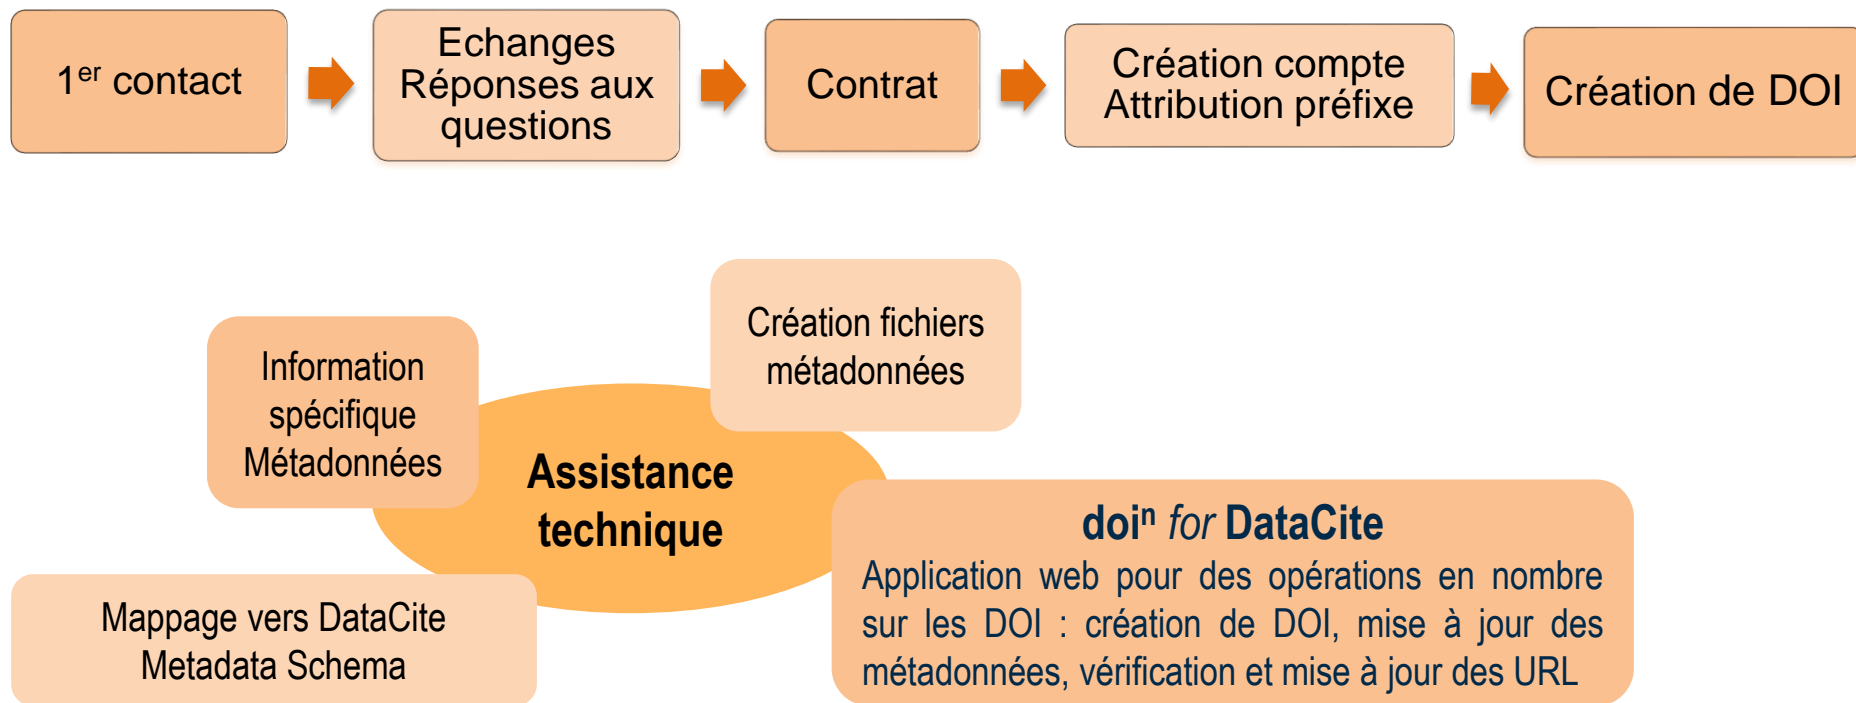 1er contact
Echanges
Réponses aux
questions
Contrat
Création compte
Attribution préfixe
Création de DOI
Création fichiers
métadonnées
Information
spécifique
Métadonnées
Assistance
technique
Mappage vers DataCite
Metadata Schema
doiⁿ for DataCite
Application web pour des opérations en nombre
sur les DOI : création de DOI, mise à jour des
métadonnées, vérification et mise à jour des URL